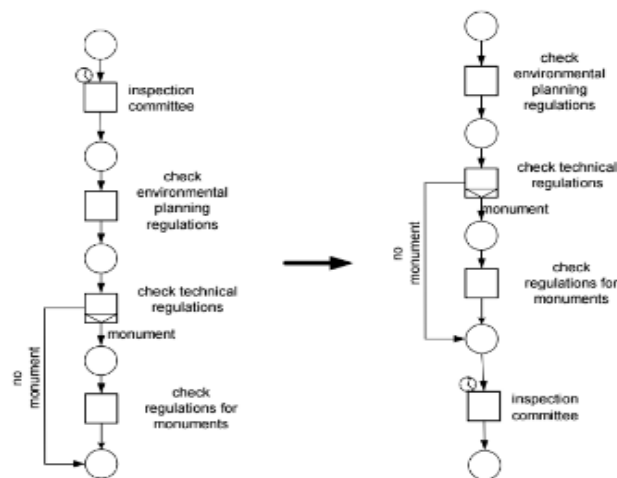 inspection
committee
check
environmental
planning
regulations
check technical
regulations
monument
no
monument
check
regulations for
monuments
check
environmental
planning
regulations
check technical
regulations
monument
no
monument
check
regulations for
monuments
inspection
committee